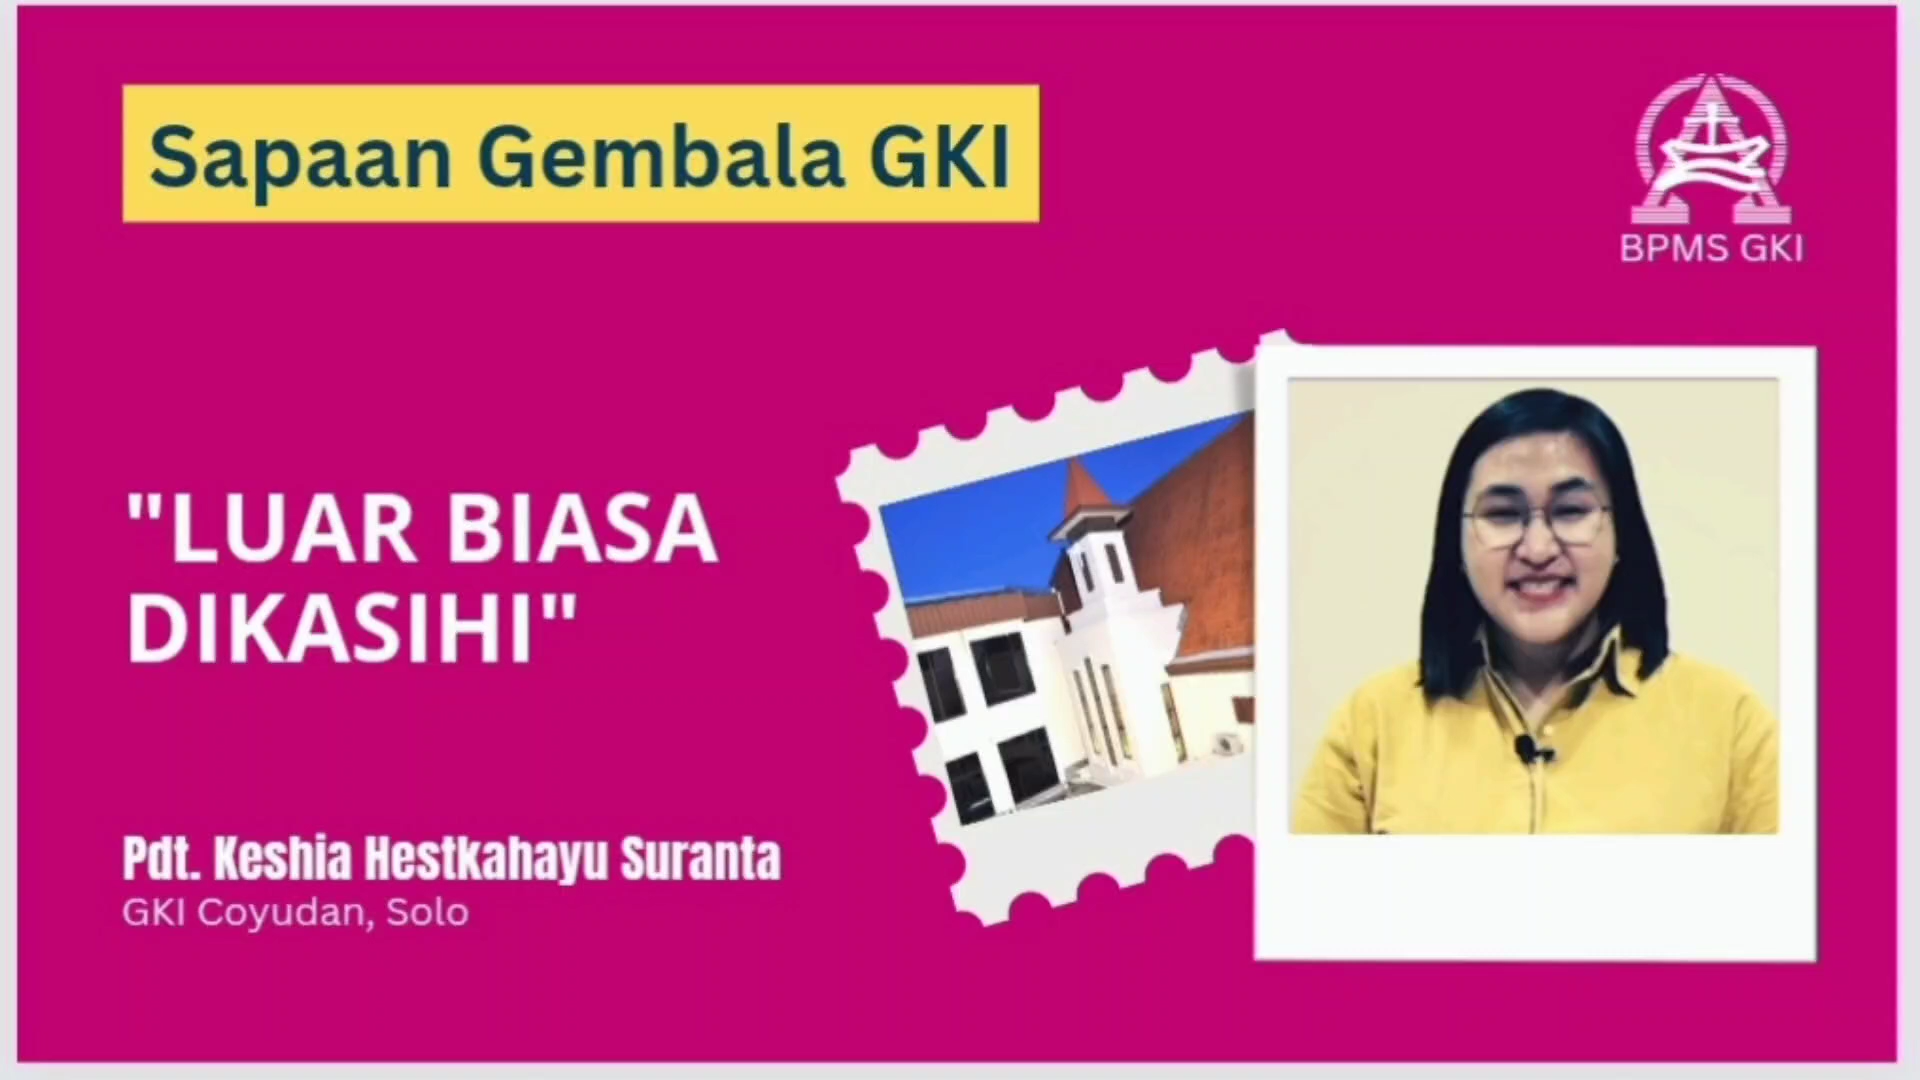 Sapaan Gembala GKI
BPMS GKI
"LUAR BIASA
DIKASIHI"
Pdt. Keshia Hestkahayu Suranta
GKI Coyudan, Solo